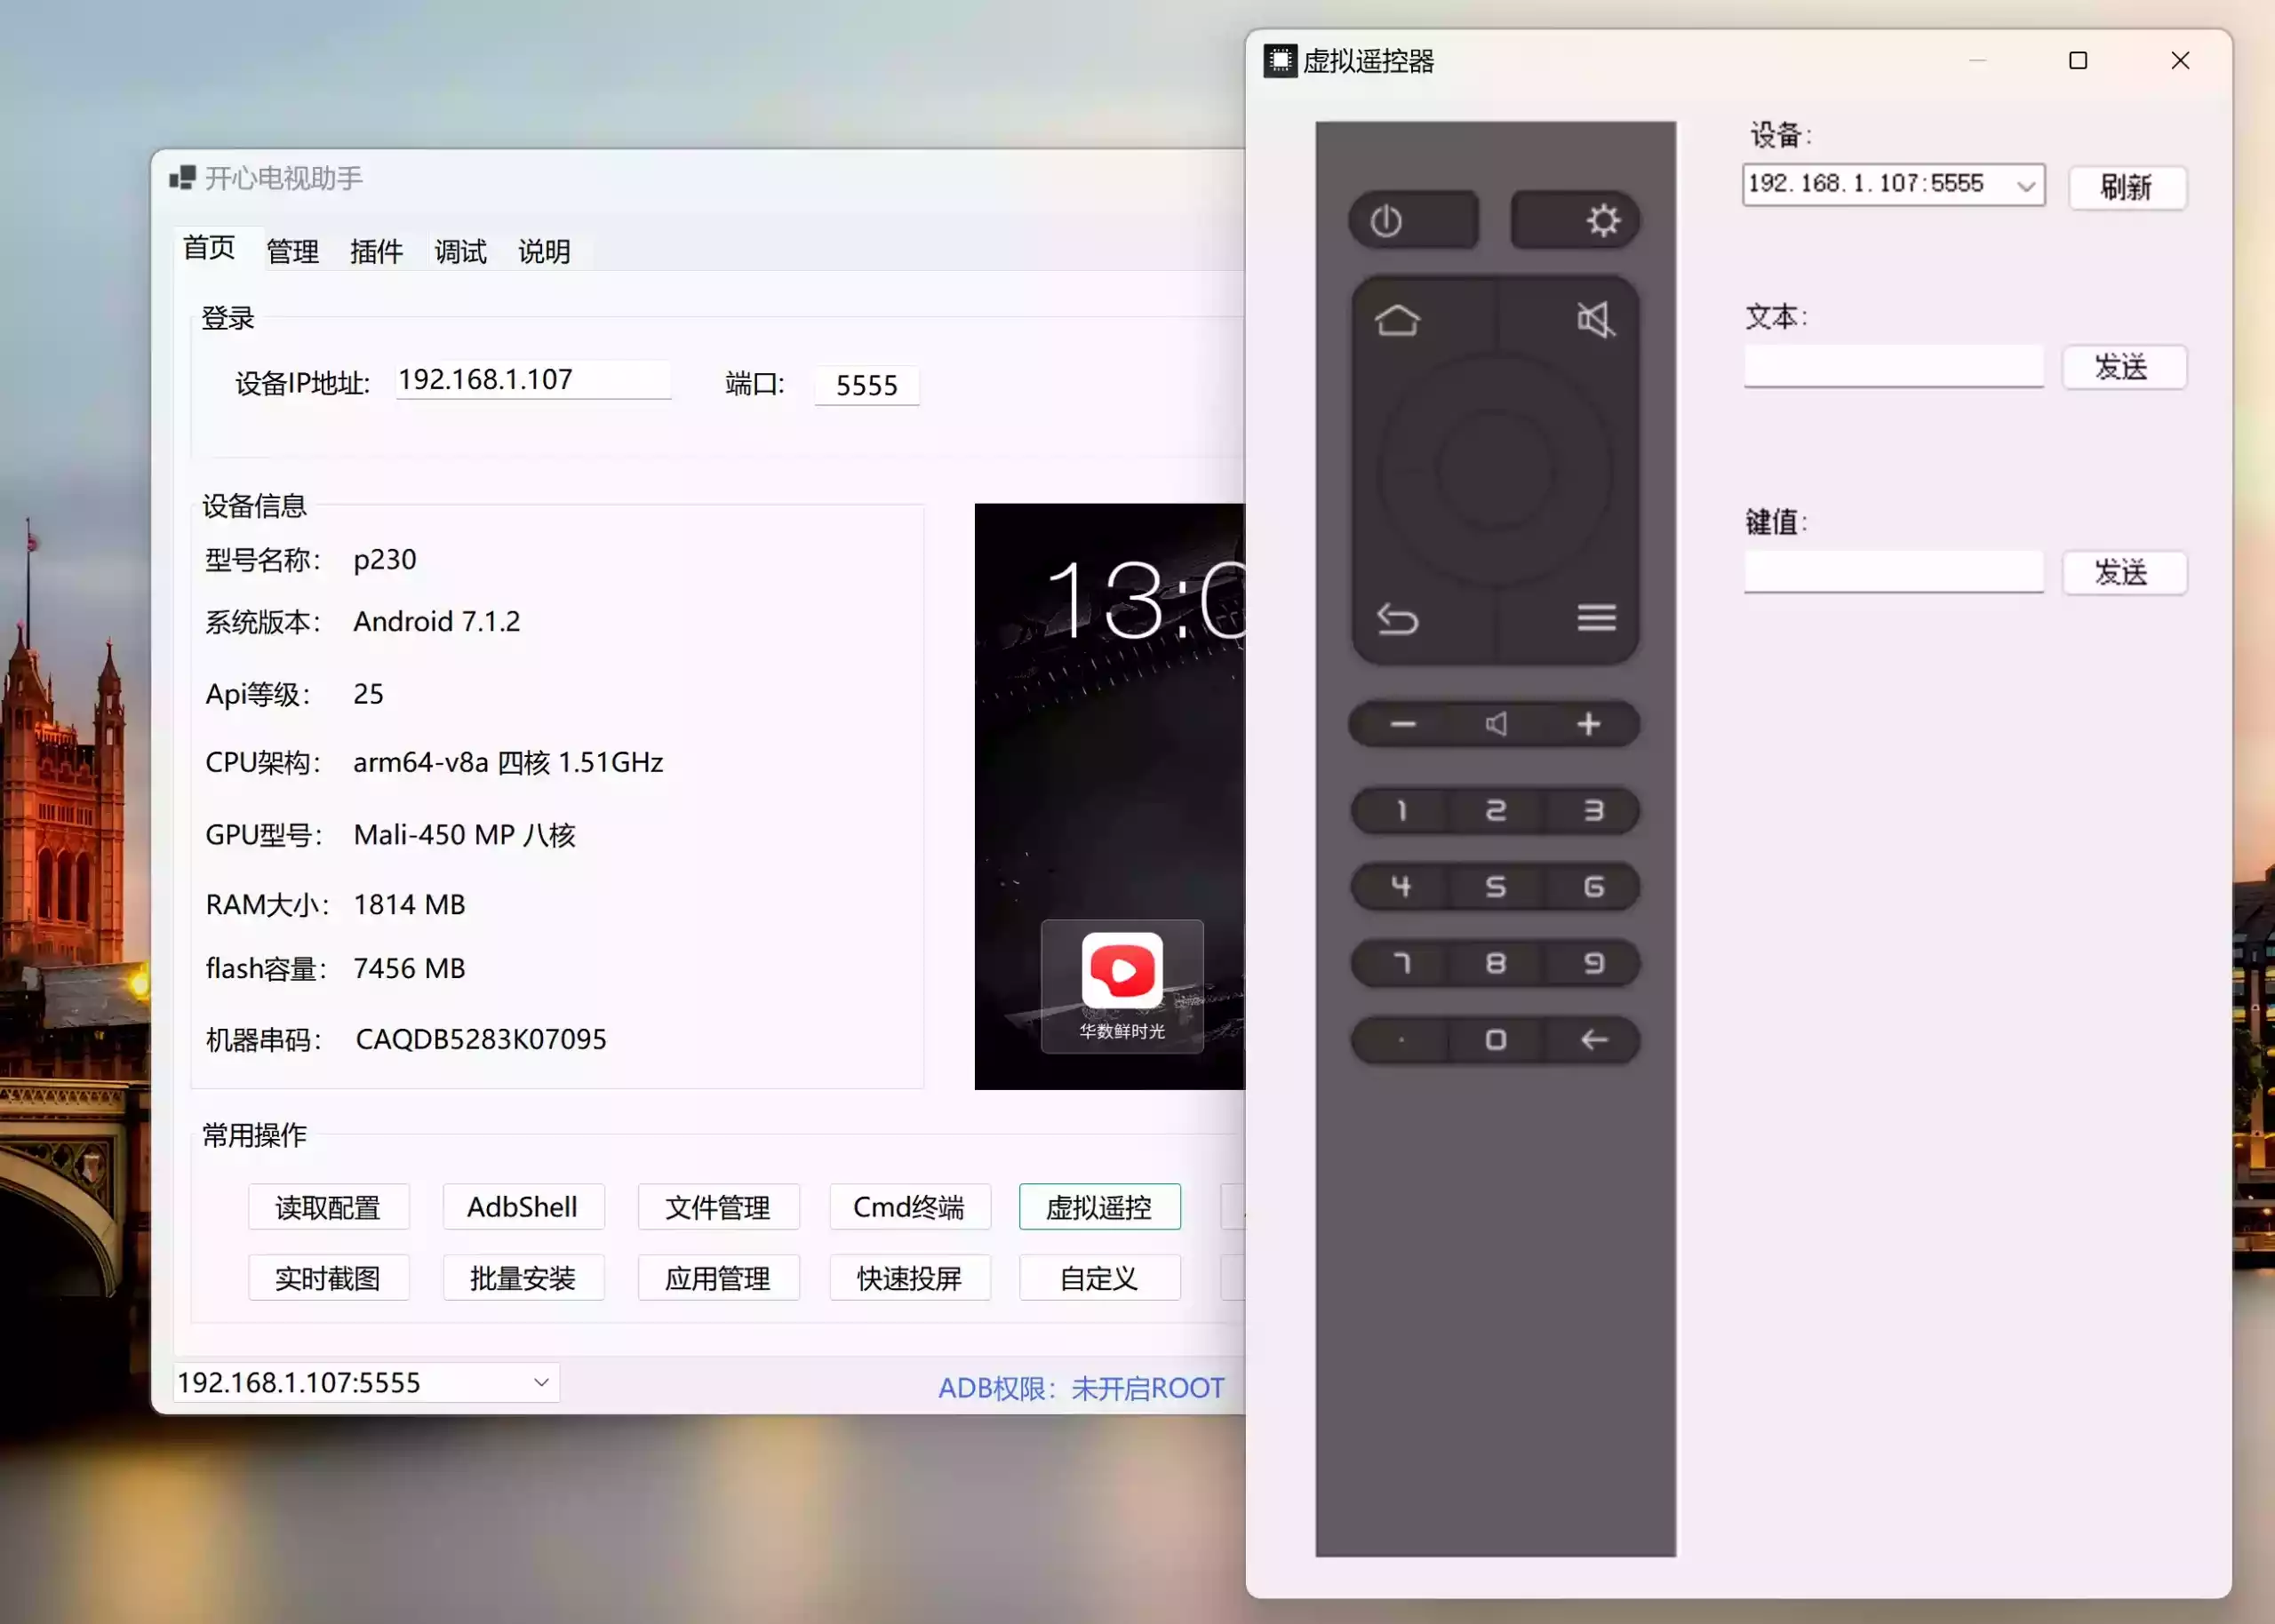 开心电视助手
首页 管理 插件 调试 说明
登录
设备IP地址: 192.168.1.107 端口: 5555
设备信息
型号名称: p230
系统版本: Android 7.1.2
Api等级: 25
CPU架构: arm64-v8a 四核 1.51GHz
GPU型号: Mali-450 MP 八核
RAM大小: 1814 MB
flash容量: 7456 MB
机器串码: CAQDB5283K07095
13:0
华数鲜时光
常用操作
读取配置 AdbShell 文件管理 Cmd终端 虚拟遥控
实时截图 批量安装 应用管理 快速投屏 自定义
192.168.1.107:5555 ADB权限: 未开启ROOT
虚拟遥控器
1 2 3
4 5 6
7 8 9
· 0 ←
设备:
192.168.1.107:5555 刷新
文本:
发送
键值:
发送